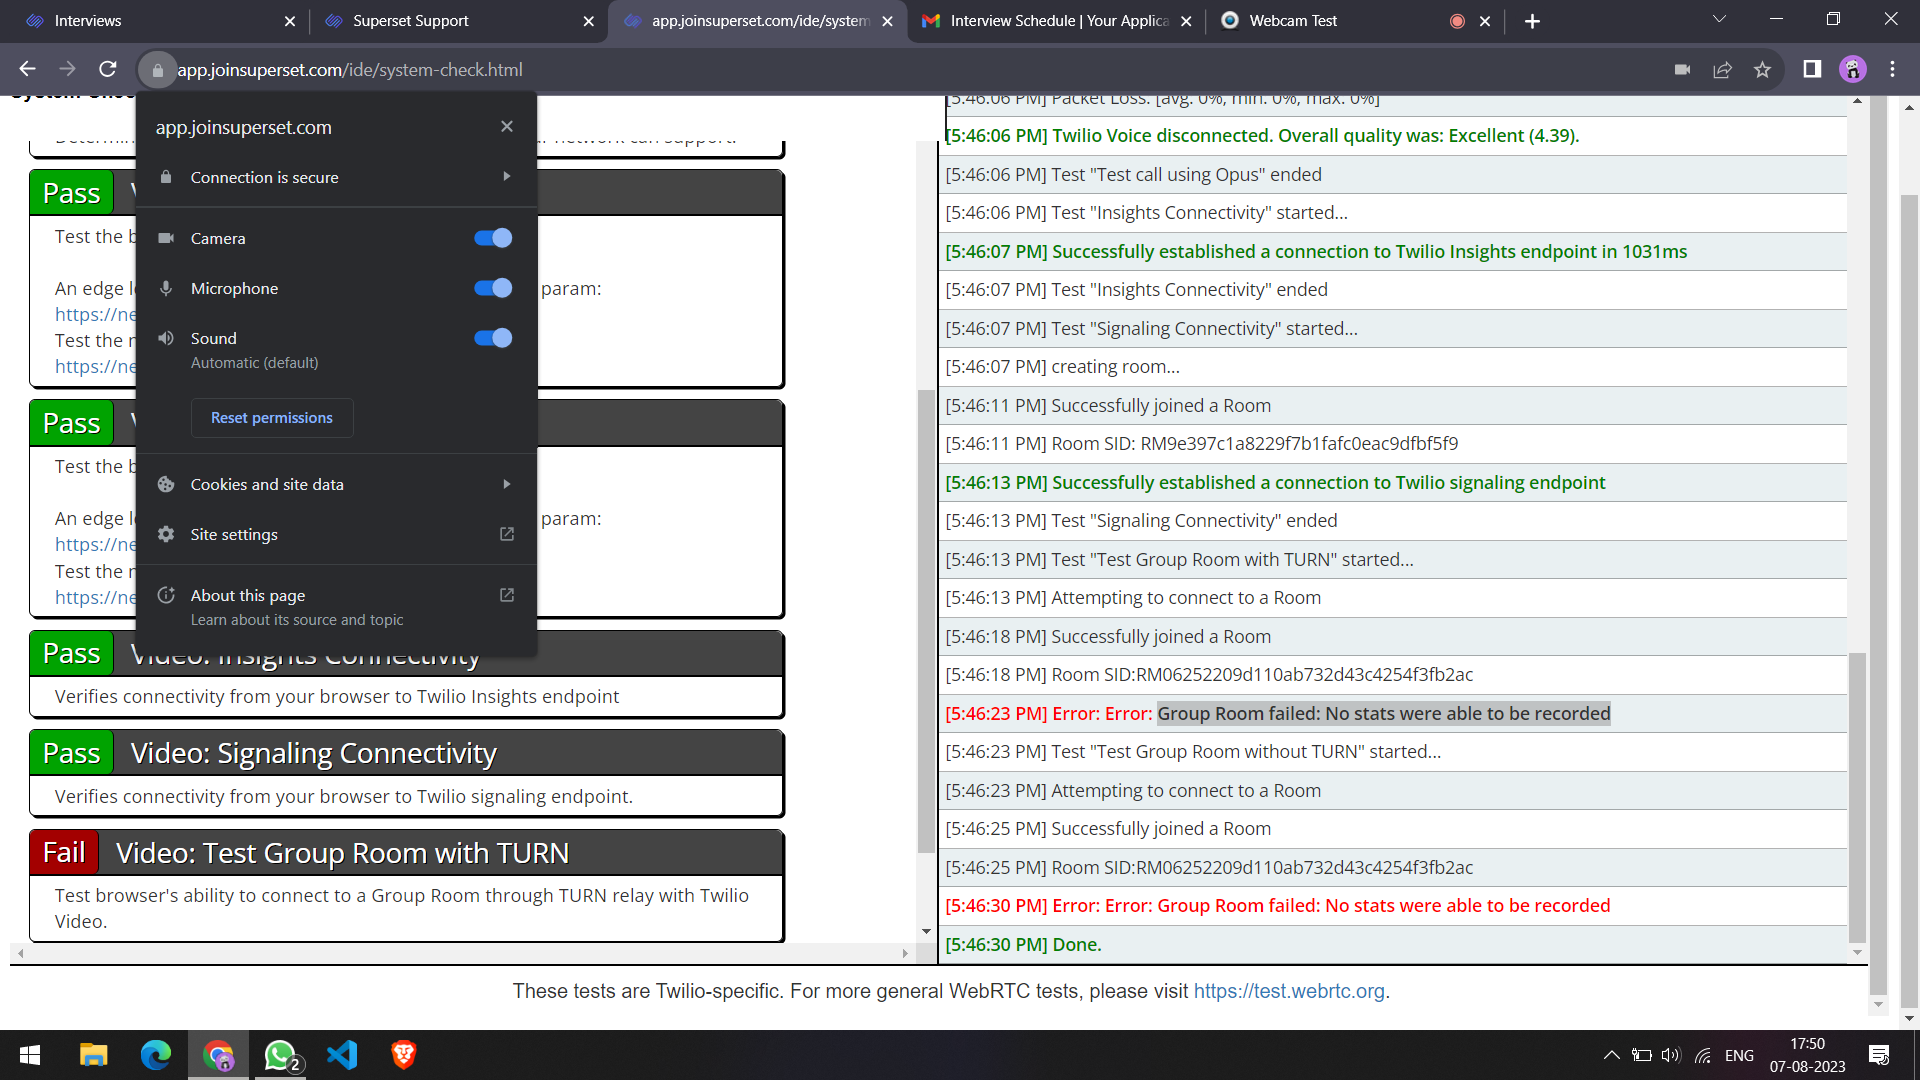 Interviews
Superset Support
app.joinsuperset.com/ide/system
Interview Schedule | Your Applica
Webcam Test
app.joinsuperset.com/ide/system-check.html
app.joinsuperset.com
Connection is secure
Camera
Microphone
Sound
Automatic (default)
Reset permissions
Cookies and site data
Site settings
About this page
Learn about its source and topic
Pass
Test the b
An edge l
param:
https://ne
Test the n
https://ne
Pass
Test the b
An edge l
param:
https://ne
Test the n
https://ne
Pass Video: Insights Connectivity
Verifies connectivity from your browser to Twilio Insights endpoint
Pass Video: Signaling Connectivity
Verifies connectivity from your browser to Twilio signaling endpoint.
Fail Video: Test Group Room with TURN
Test browser's ability to connect to a Group Room through TURN relay with Twilio
Video.
[5:46:06 PM] Packet Loss: [avg: 0%, min: 0%, max: 0%]
[5:46:06 PM] Twilio Voice disconnected. Overall quality was: Excellent (4.39).
[5:46:06 PM] Test "Test call using Opus" ended
[5:46:06 PM] Test "Insights Connectivity" started...
[5:46:07 PM] Successfully established a connection to Twilio Insights endpoint in 1031ms
[5:46:07 PM] Test "Insights Connectivity" ended
[5:46:07 PM] Test "Signaling Connectivity" started...
[5:46:07 PM] creating room...
[5:46:11 PM] Successfully joined a Room
[5:46:11 PM] Room SID: RM9e397c1a8229f7b1fafc0eac9dfbf5f9
[5:46:13 PM] Successfully established a connection to Twilio signaling endpoint
[5:46:13 PM] Test "Signaling Connectivity" ended
[5:46:13 PM] Test "Test Group Room with TURN" started...
[5:46:13 PM] Attempting to connect to a Room
[5:46:18 PM] Successfully joined a Room
[5:46:18 PM] Room SID:RM06252209d110ab732d43c4254f3fb2ac
[5:46:23 PM] Error: Error: Group Room failed: No stats were able to be recorded
[5:46:23 PM] Test "Test Group Room without TURN" started...
[5:46:23 PM] Attempting to connect to a Room
[5:46:25 PM] Successfully joined a Room
[5:46:25 PM] Room SID:RM06252209d110ab732d43c4254f3fb2ac
[5:46:30 PM] Error: Error: Group Room failed: No stats were able to be recorded
[5:46:30 PM] Done.
These tests are Twilio-specific. For more general WebRTC tests, please visit https://test.webrtc.org.
2
ENG
17:50
07-08-2023